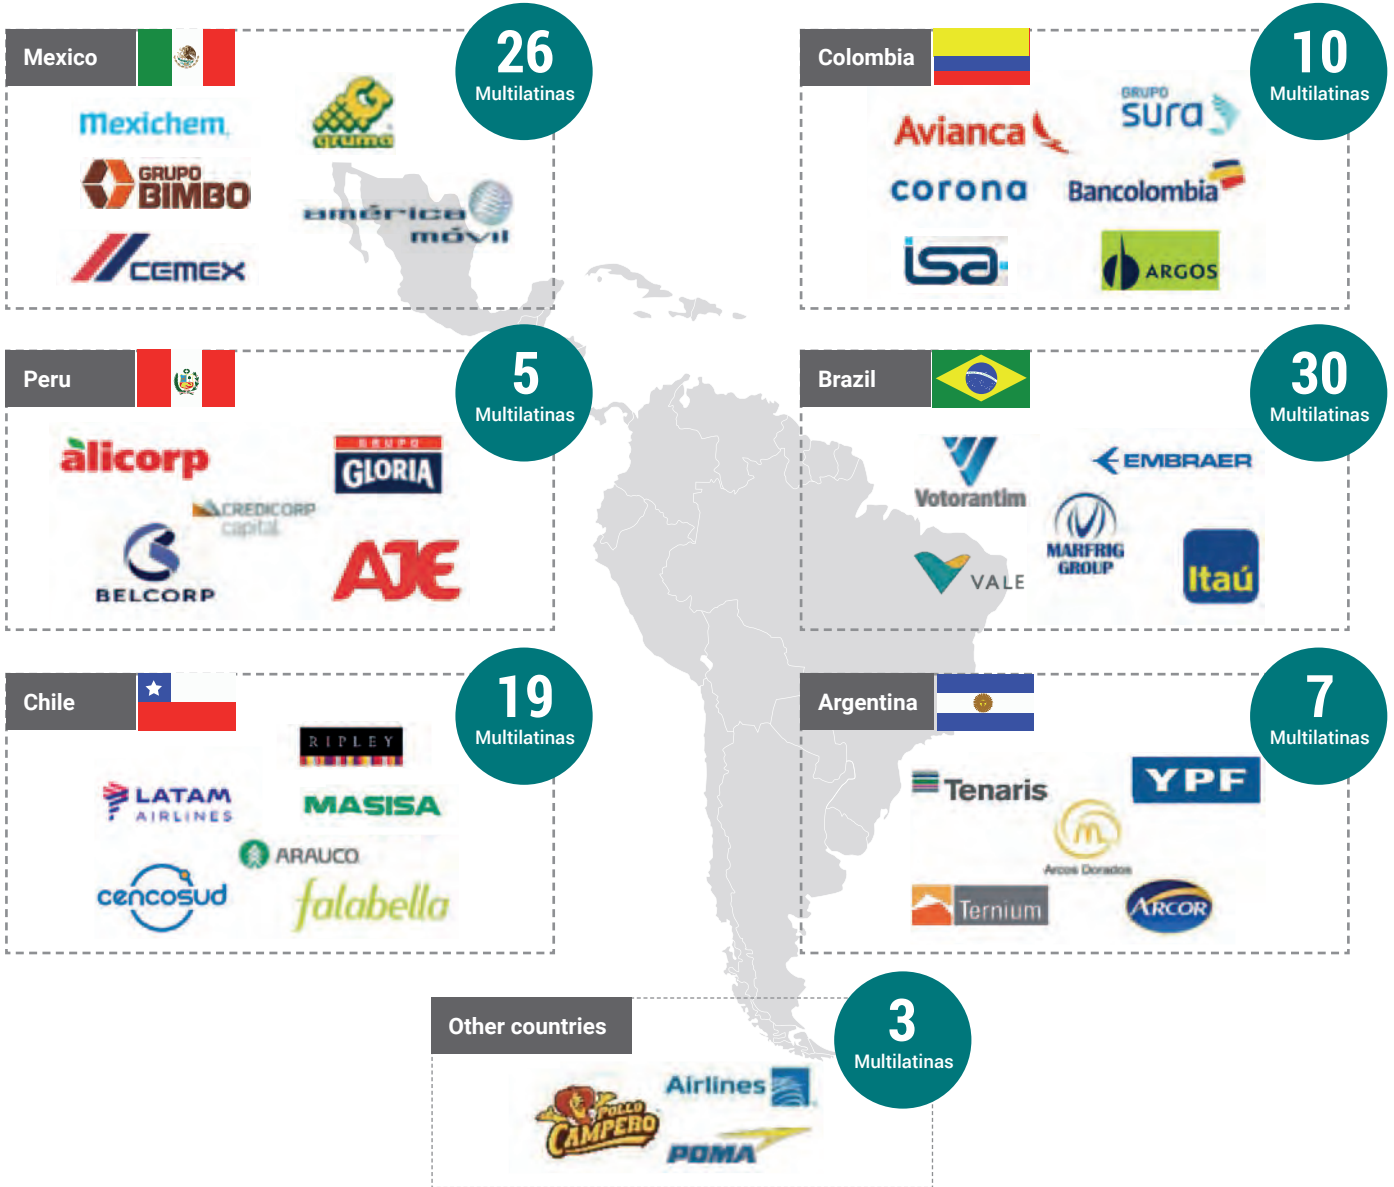 Mexico
26
Multilatinas
Mexichem
gruma
GRUPO
BIMBO
américa
móvil
CEMEX
Colombia
10
Multilatinas
Avianca
GRUPO
sura
corona
Bancolombia
isa
ARGOS
Peru
5
Multilatinas
alicorp
GRUPO
GLORIA
CREDICORP
capital
BELCORP
AJE
Brazil
30
Multilatinas
Votorantim
EMBRAER
MARFRIG
GROUP
VALE
Itaú
Chile
19
Multilatinas
RIPLEY
LATAM
AIRLINES
MASISA
ARAUCO
cencosud
falabella
Argentina
7
Multilatinas
Tenaris
YPF
Arcos Dorados
Ternium
ARCOR
Other countries
3
Multilatinas
POLLO
CAMPERO
Airlines
POMA